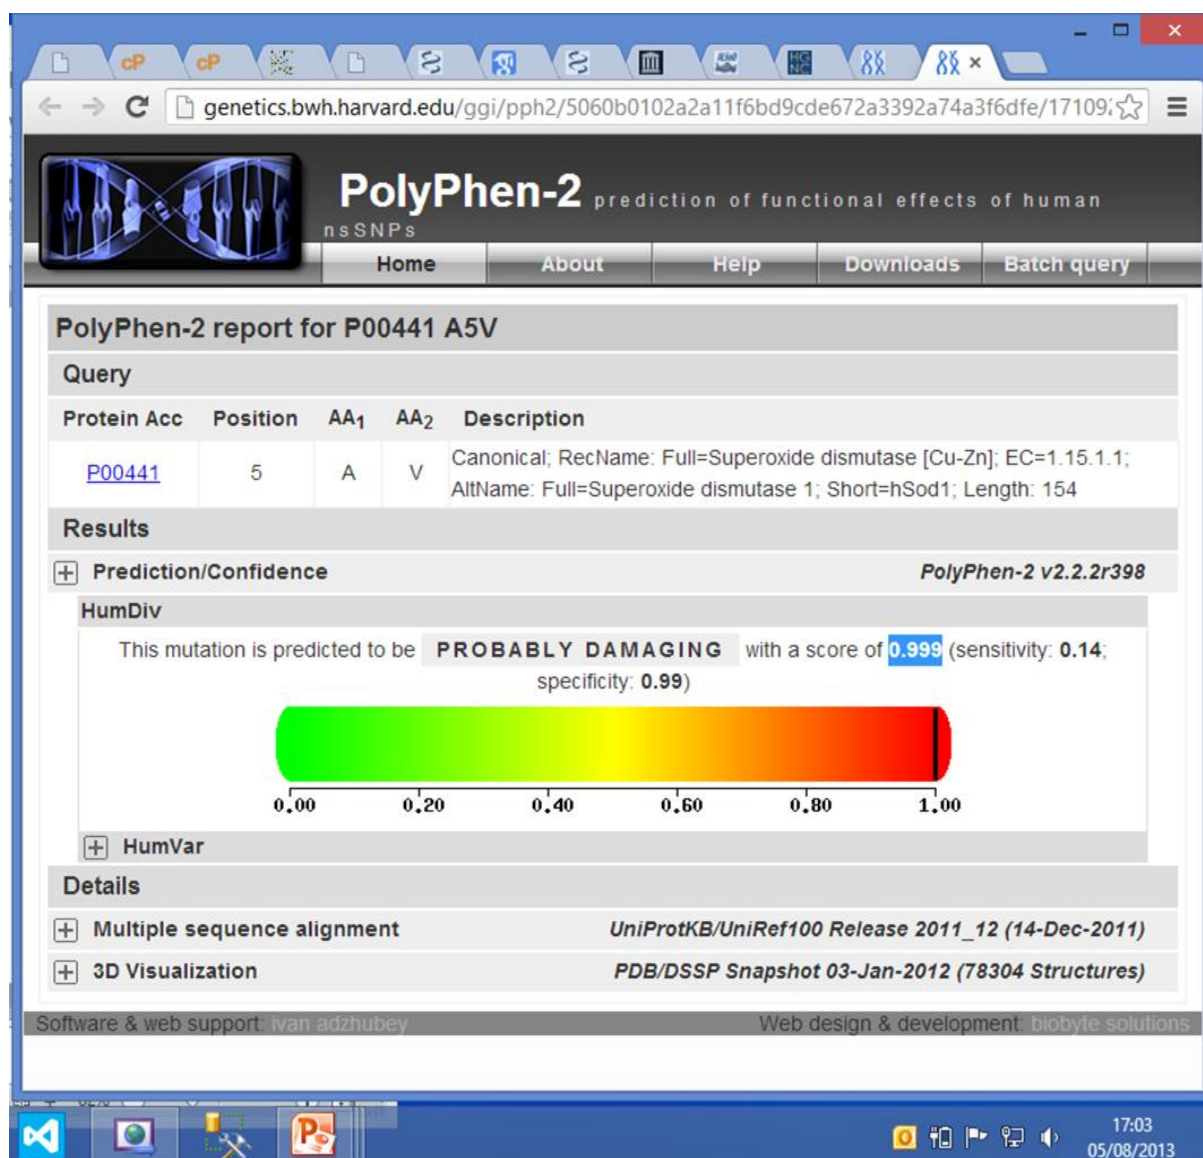 cP
cP
HG
NC
genetics.bwh.harvard.edu/ggi/pph2/5060b0102a2a11f6bd9cde672a3392a74a3f6dfe/17109
PolyPhen-2 prediction of functional effects of human
nsSNPs
Home About Help Downloads Batch query
PolyPhen-2 report for P00441 A5V
Query
Protein Acc Position AA1 AA2 Description
P00441 5 A V Canonical; RecName: Full=Superoxide dismutase [Cu-Zn]; EC=1.15.1.1;
AltName: Full=Superoxide dismutase 1; Short=hSod1; Length: 154
Results
Prediction/Confidence PolyPhen-2 v2.2.2r398
HumDiv
This mutation is predicted to be PROBABLY DAMAGING with a score of 0.999 (sensitivity: 0.14;
specificity: 0.99)
0.00 0.20 0.40 0.60 0.80 1.00
HumVar
Details
Multiple sequence alignment UniProtKB/UniRef100 Release 2011_12 (14-Dec-2011)
3D Visualization PDB/DSSP Snapshot 03-Jan-2012 (78304 Structures)
Software & web support: ivan adzhubey Web design & development: biobyte solutions
17:03
05/08/2013